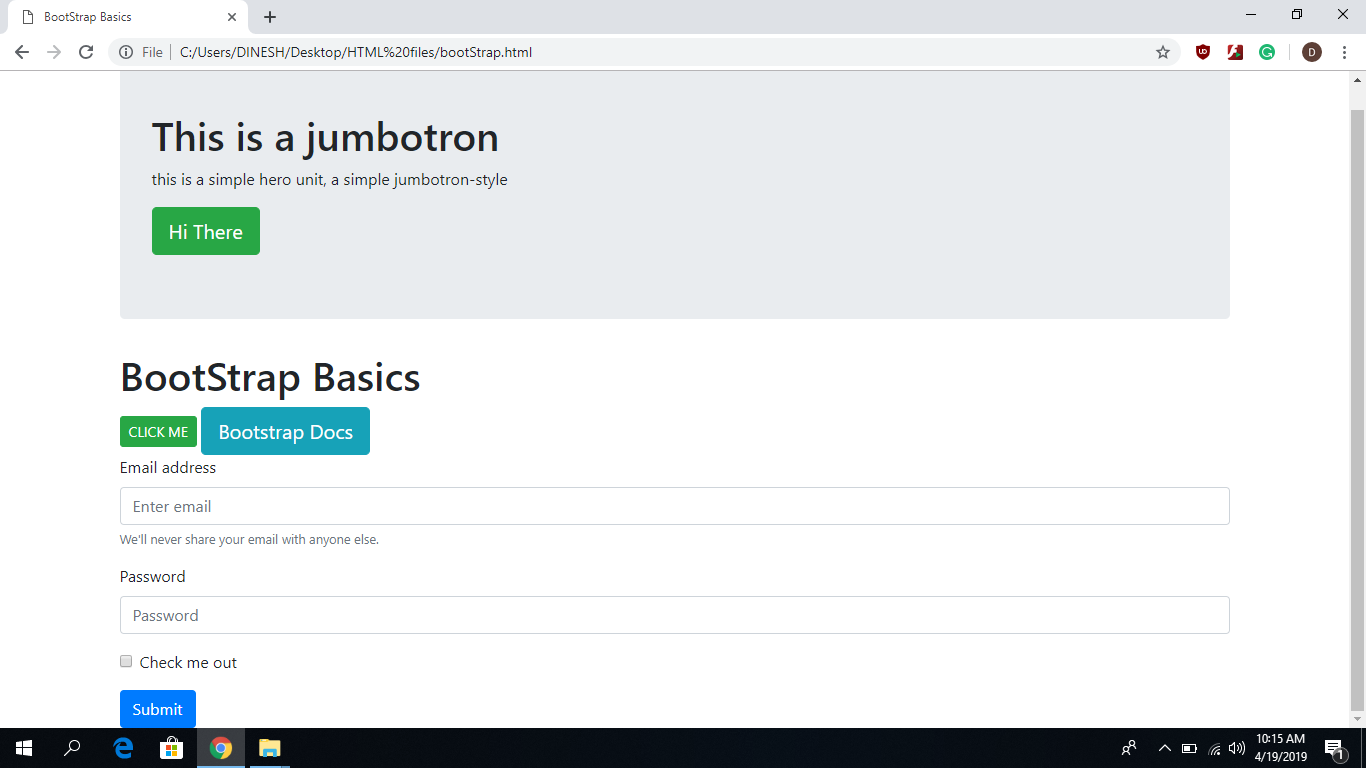 BootStrap Basics
File C:/Users/DINESH/Desktop/HTML%20files/bootStrap.html
D
This is a jumbotron
this is a simple hero unit, a simple jumbotron-style
Hi There
BootStrap Basics
CLICK ME Bootstrap Docs
Email address
Enter email
We'll never share your email with anyone else.
Password
Password
Check me out
Submit
10:15 AM
4/19/2019
1